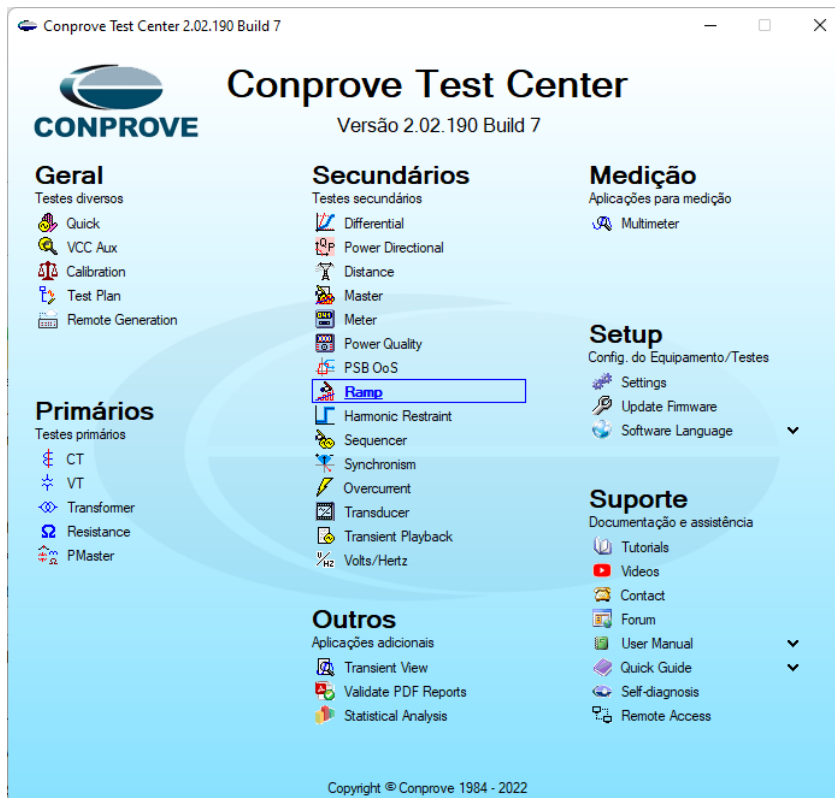 Conprove Test Center 2.02.190 Build 7
CONPROVE
Conprove Test Center
Versão 2.02.190 Build 7
Geral
Testes diversos
Quick
VCC Aux
Calibration
Test Plan
Remote Generation
Primários
Testes primários
CT
VT
Transformer
Resistance
PMaster
Secundários
Testes secundários
Differential
Power Directional
Distance
Master
Meter
Power Quality
PSB OoS
Ramp
Harmonic Restraint
Sequencer
Synchronism
Overcurrent
Transducer
Transient Playback
Volts/Hertz
Outros
Aplicações adicionais
Transient View
Validate PDF Reports
Statistical Analysis
Medição
Aplicações para medição
Multimeter
Setup
Config. do Equipamento/Testes
Settings
Update Firmware
Software Language
Suporte
Documentação e assistência
Tutorials
Videos
Contact
Forum
User Manual
Quick Guide
Self-diagnosis
Remote Access
Copyright © Conprove 1984 - 2022